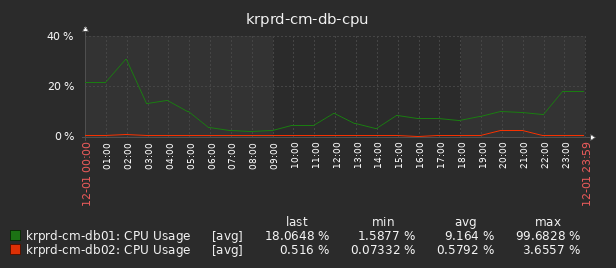 krprd-cm-db-cpu
40 %
20 %
0 %
12-01 00:00 01:00 02:00 03:00 04:00 05:00 06:00 07:00 08:00 09:00 10:00 11:00 12:00 13:00 14:00 15:00 16:00 17:00 18:00 19:00 20:00 21:00 22:00 23:00 12-01 23:59
last min avg max
krprd-cm-db01: CPU Usage [avg] 18.0648 % 1.5877 % 9.164 % 99.6828 %
krprd-cm-db02: CPU Usage [avg] 0.516 % 0.07332 % 0.5792 % 3.6557 %